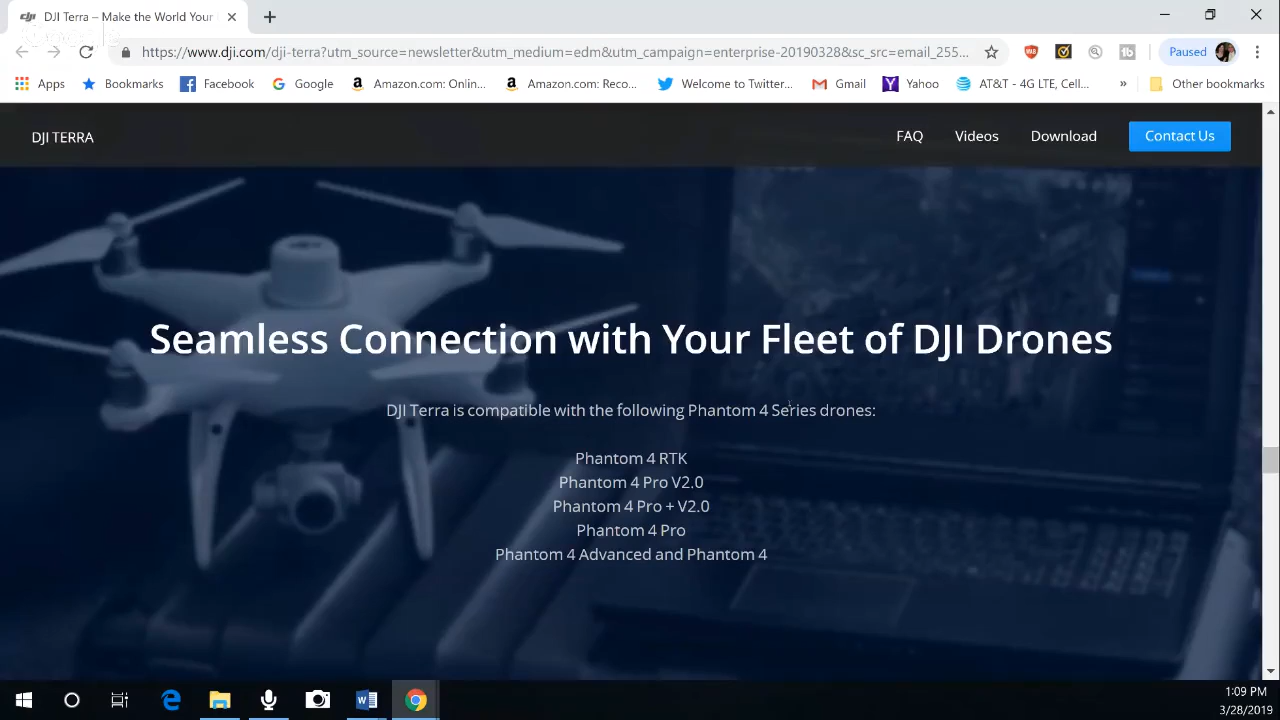 DJI Terra – Make the World Your
https://www.dji.com/dji-terra?utm_source=newsletter&utm_medium=edm&utm_campaign=enterprise-20190328&sc_src=email_255...
Paused
Apps
Bookmarks
Facebook
Google
Amazon.com: Onlin...
Amazon.com: Reco...
Welcome to Twitter...
Gmail
Yahoo
AT&T - 4G LTE, Cell...
»
Other bookmarks
DJI TERRA
FAQ
Videos
Download
Contact Us
Seamless Connection with Your Fleet of DJI Drones
DJI Terra is compatible with the following Phantom 4 Series drones:
Phantom 4 RTK
Phantom 4 Pro V2.0
Phantom 4 Pro + V2.0
Phantom 4 Pro
Phantom 4 Advanced and Phantom 4
1:09 PM
3/28/2019